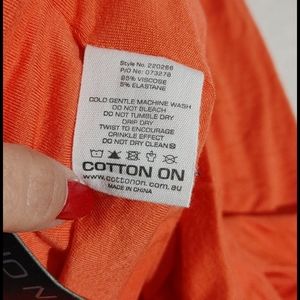 Style No: 220266
P/O No: 073278
95% VISCOSE
5% ELASTANE
COLD GENTLE MACHINE WASH
DO NOT BLEACH
DO NOT TUMBLE DRY
DRIP DRY
TWIST TO ENCOURAGE
CRINKLE EFFECT
DO NOT DRY CLEAN
COTTON ON
www.cottonon.com.au
MADE IN CHINA